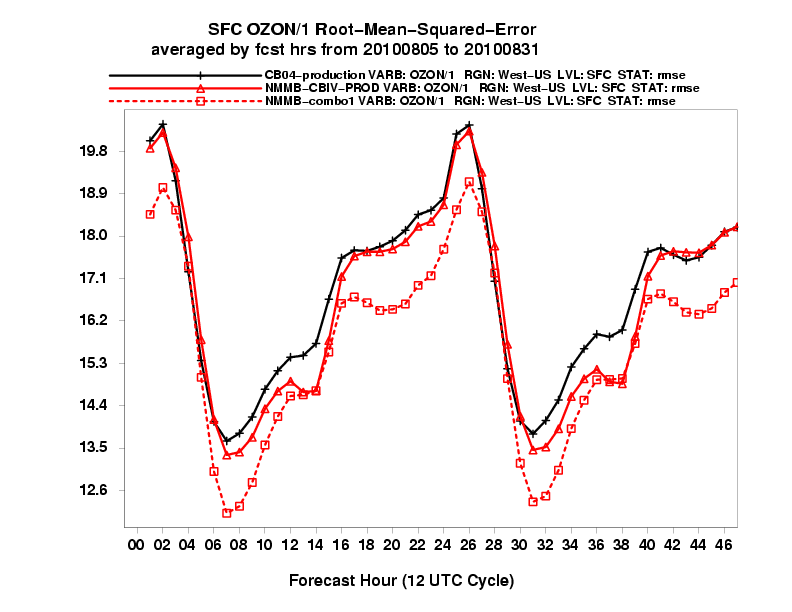 SFC OZON/1 Root-Mean-Squared-Error
averaged by fcst hrs from 20100805 to 20100831
CB04-production VARB: OZON/1 RGN: West-US LVL: SFC STAT: rmse
NMMB-CBIV-PROD VARB: OZON/1 RGN: West-US LVL: SFC STAT: rmse
NMMB-combo1 VARB: OZON/1 RGN: West-US LVL: SFC STAT: rmse
19.8
18.9
18.0
17.1
16.2
15.3
14.4
13.5
12.6
00 02 04 06 08 10 12 14 16 18 20 22 24 26 28 30 32 34 36 38 40 42 44 46
Forecast Hour (12 UTC Cycle)